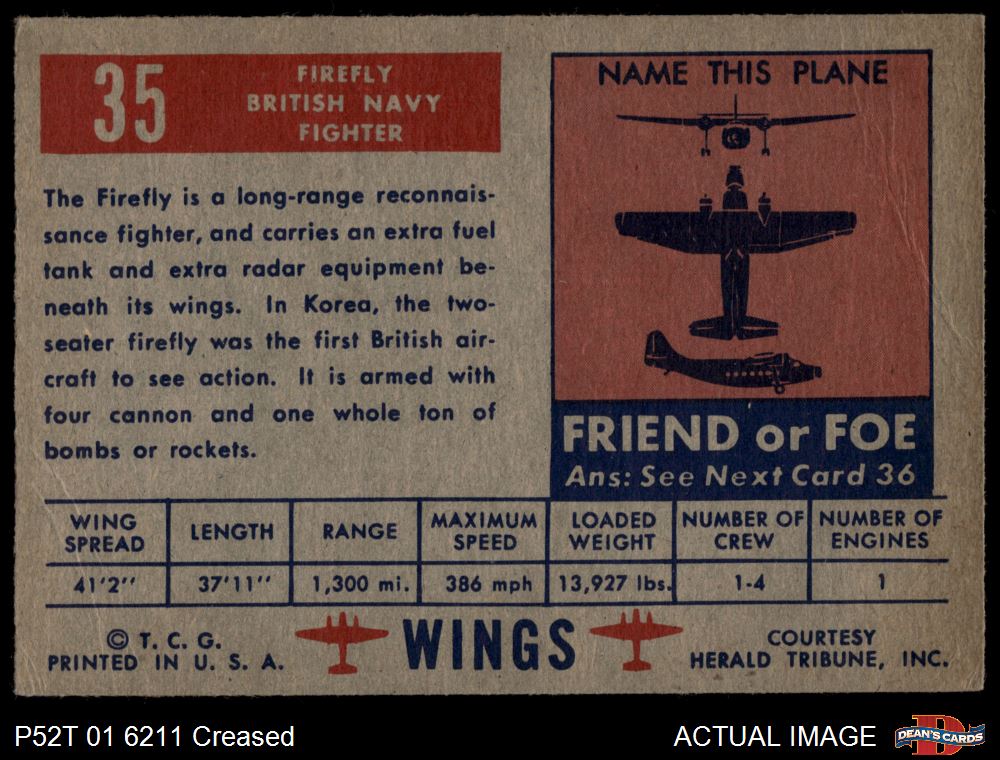 35
FIREFLY
BRITISH NAVY
FIGHTER
The Firefly is a long-range reconnais-
sance fighter, and carries an extra fuel
tank and extra radar equipment be-
neath its wings. In Korea, the two-
seater firefly was the first British air-
craft to see action. It is armed with
four cannon and one whole ton of
bombs or rockets.
NAME THIS PLANE
FRIEND or FOE
Ans: See Next Card 36
WING SPREAD
LENGTH
RANGE
MAXIMUM SPEED
LOADED WEIGHT
NUMBER OF CREW
NUMBER OF ENGINES
41'2''
37'11''
1,300 mi.
386 mph
13,927 lbs.
1-4
1
© T. C. G.
PRINTED IN U. S. A.
WINGS
COURTESY
HERALD TRIBUNE, INC.
P52T 01 6211 Creased
ACTUAL IMAGE
D
DEAN'S CARDS